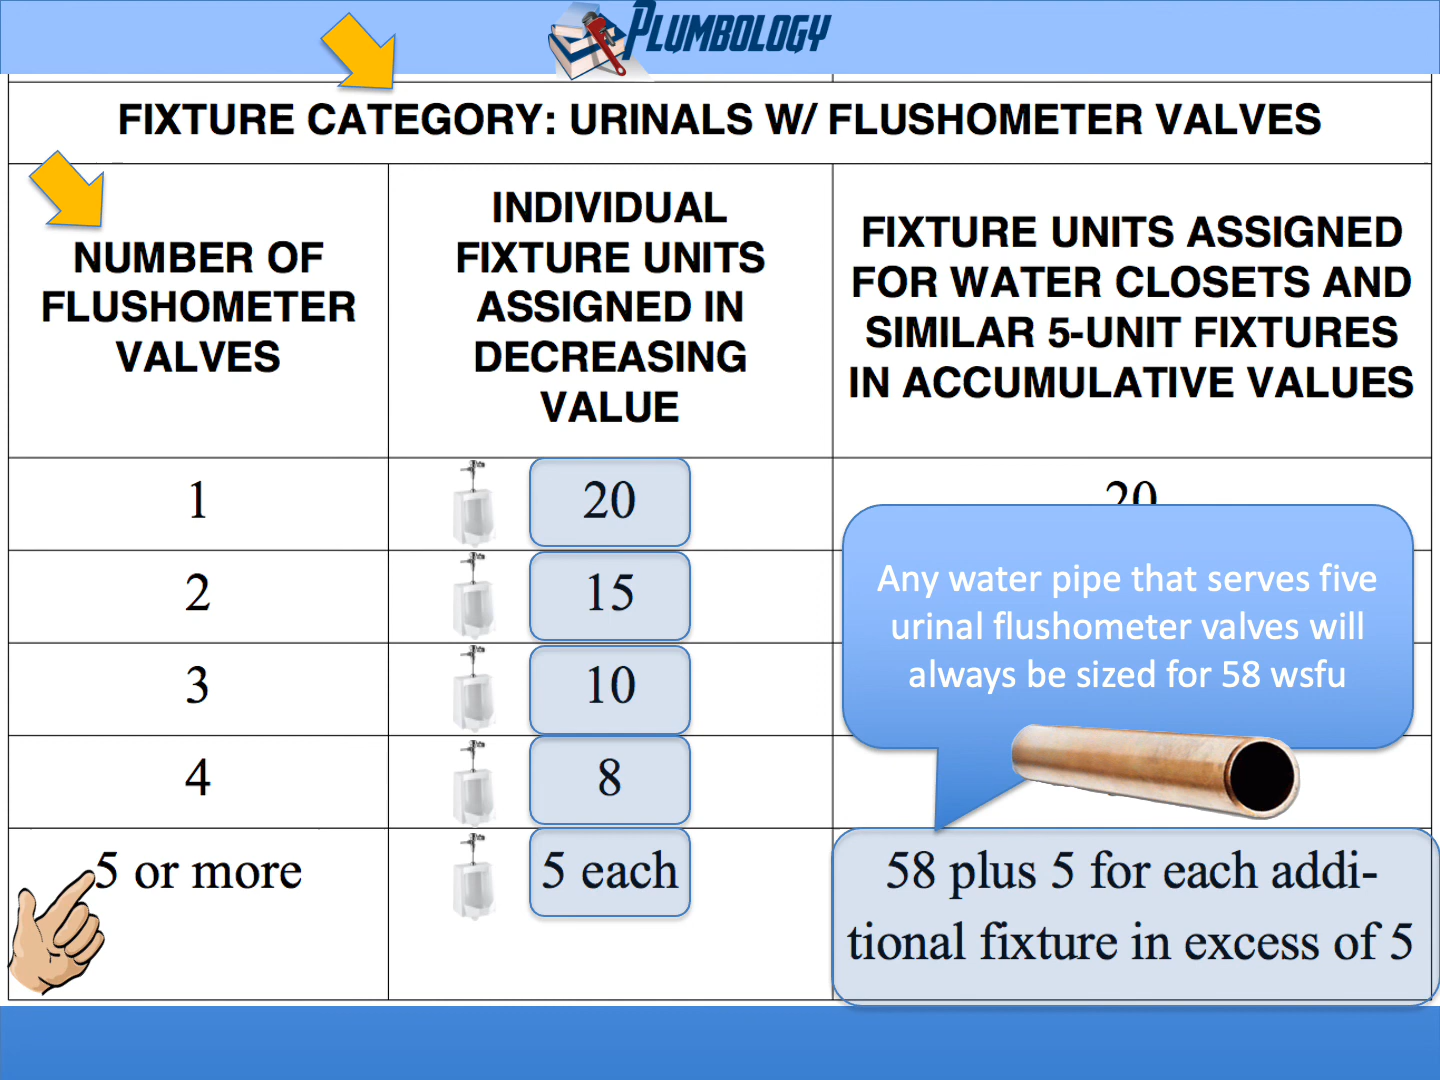 PLUMBOLOGY
FIXTURE CATEGORY: URINALS W/ FLUSHOMETER VALVES
NUMBER OF
FLUSHOMETER
VALVES
INDIVIDUAL
FIXTURE UNITS
ASSIGNED IN
DECREASING
VALUE
FIXTURE UNITS ASSIGNED
FOR WATER CLOSETS AND
SIMILAR 5-UNIT FIXTURES
IN ACCUMULATIVE VALUES
1
20
20
2
15
3
10
4
8
Any water pipe that serves five
urinal flushometer valves will
always be sized for 58 wsfu
5 or more
5 each
58 plus 5 for each addi-
tional fixture in excess of 5